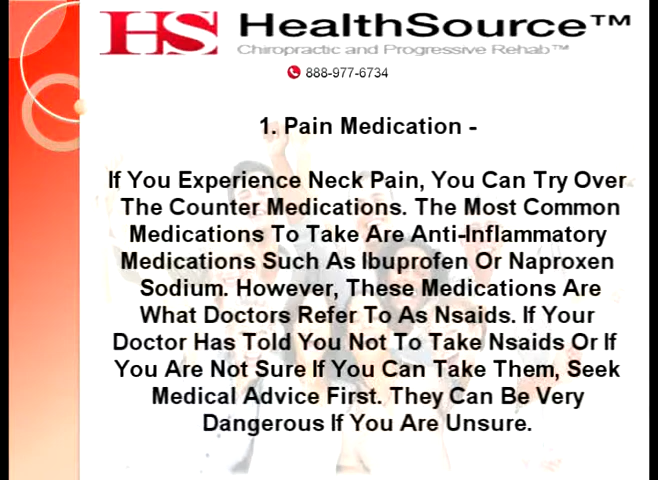 HS HealthSource™
Chiropractic and Progressive Rehab™
888-977-6734
1. Pain Medication -
If You Experience Neck Pain, You Can Try Over
The Counter Medications. The Most Common
Medications To Take Are Anti-Inflammatory
Medications Such As Ibuprofen Or Naproxen
Sodium. However, These Medications Are
What Doctors Refer To As Nsaids. If Your
Doctor Has Told You Not To Take Nsaids Or If
You Are Not Sure If You Can Take Them, Seek
Medical Advice First. They Can Be Very
Dangerous If You Are Unsure.